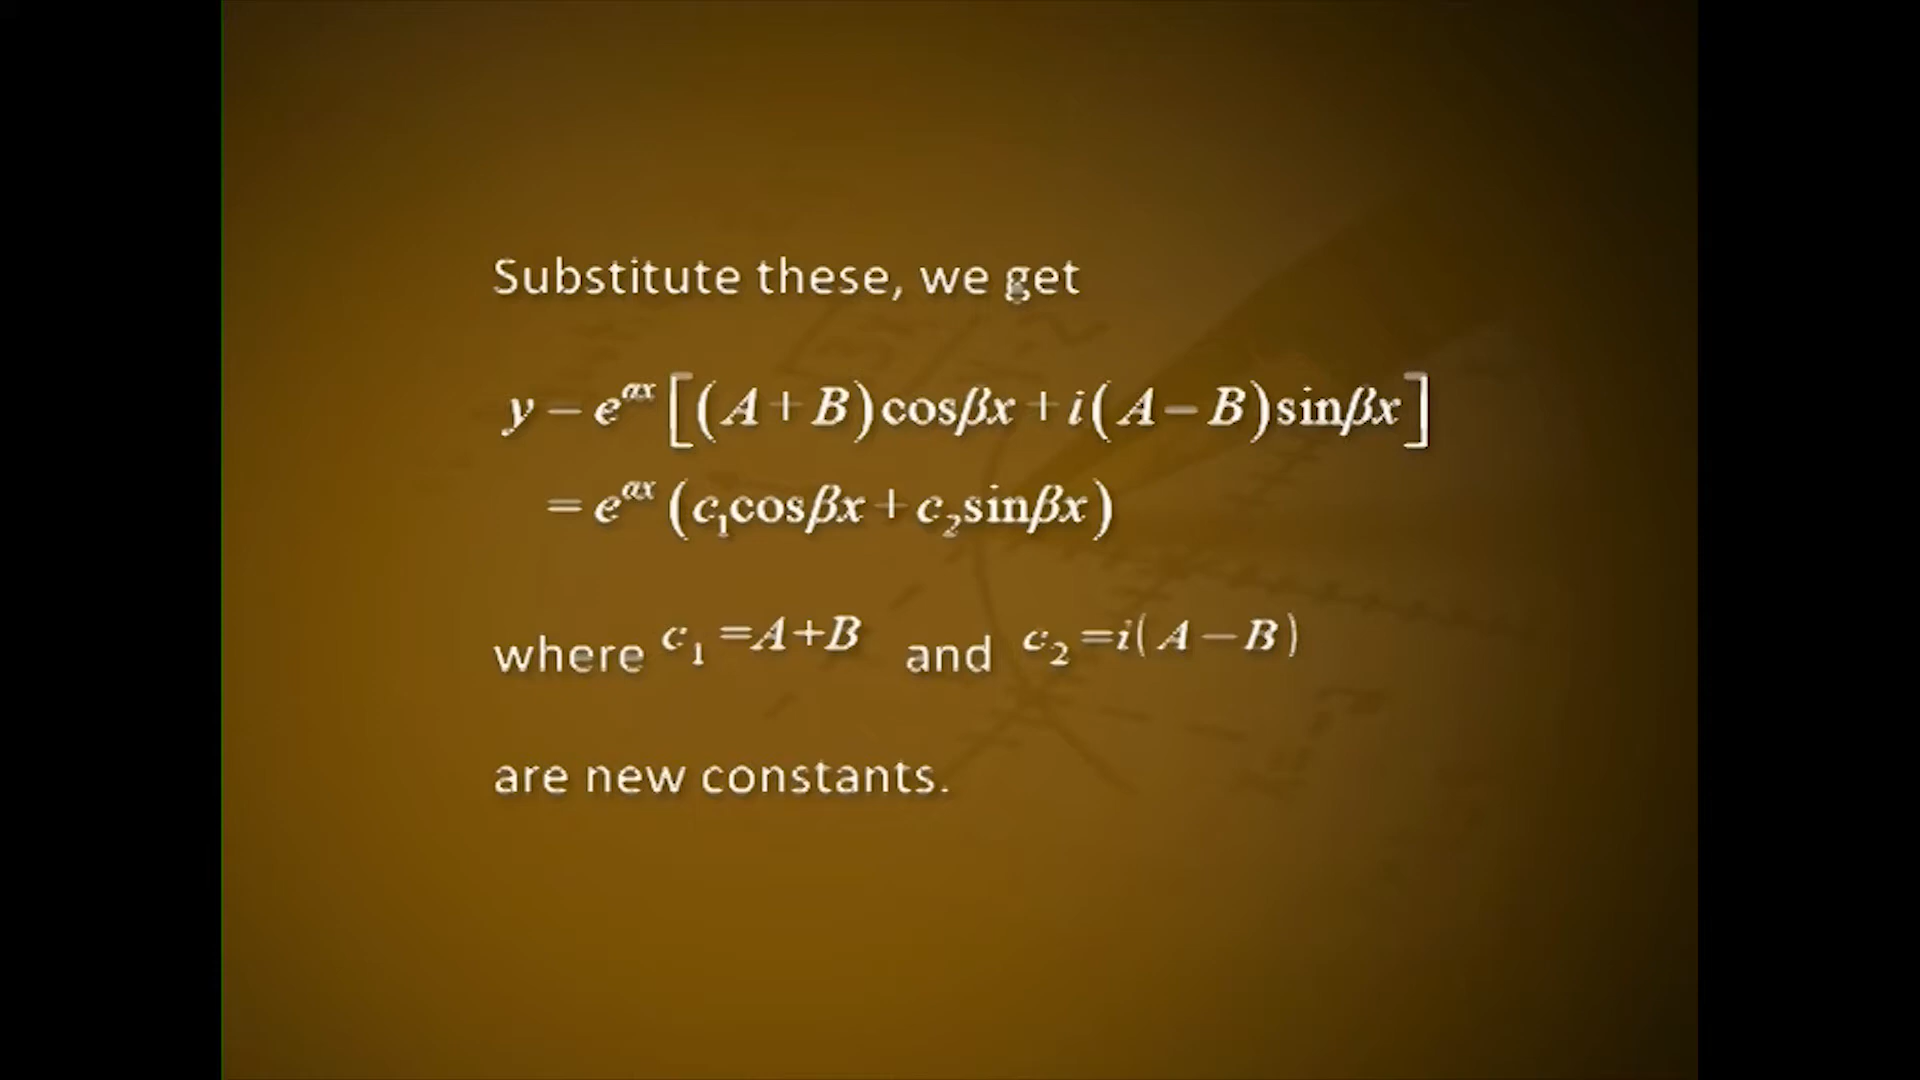 Substitute these, we get
y = e^{αx} [(A + B)cosβx + i(A − B)sinβx]
= e^{αx} (c₁cosβx + c₂sinβx)
where c₁ =A+B and c₂ =i(A − B)
are new constants.